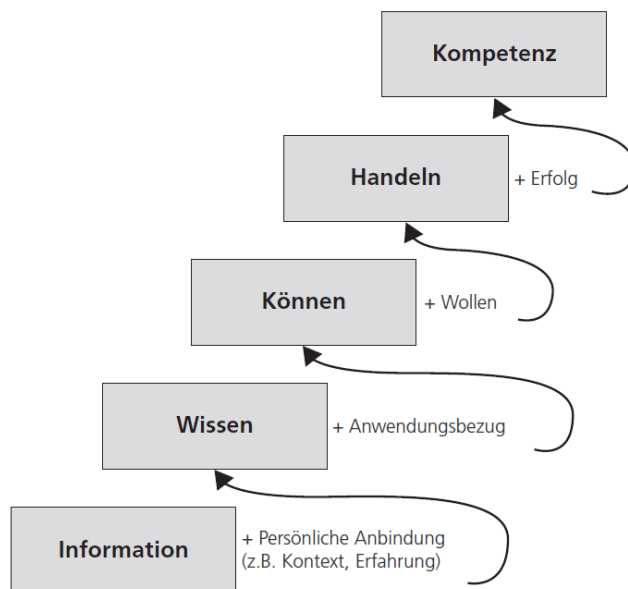 Kompetenz
Handeln
+ Erfolg
Können
+ Wollen
Wissen
+ Anwendungsbezug
Information
+ Persönliche Anbindung
(z.B. Kontext, Erfahrung)